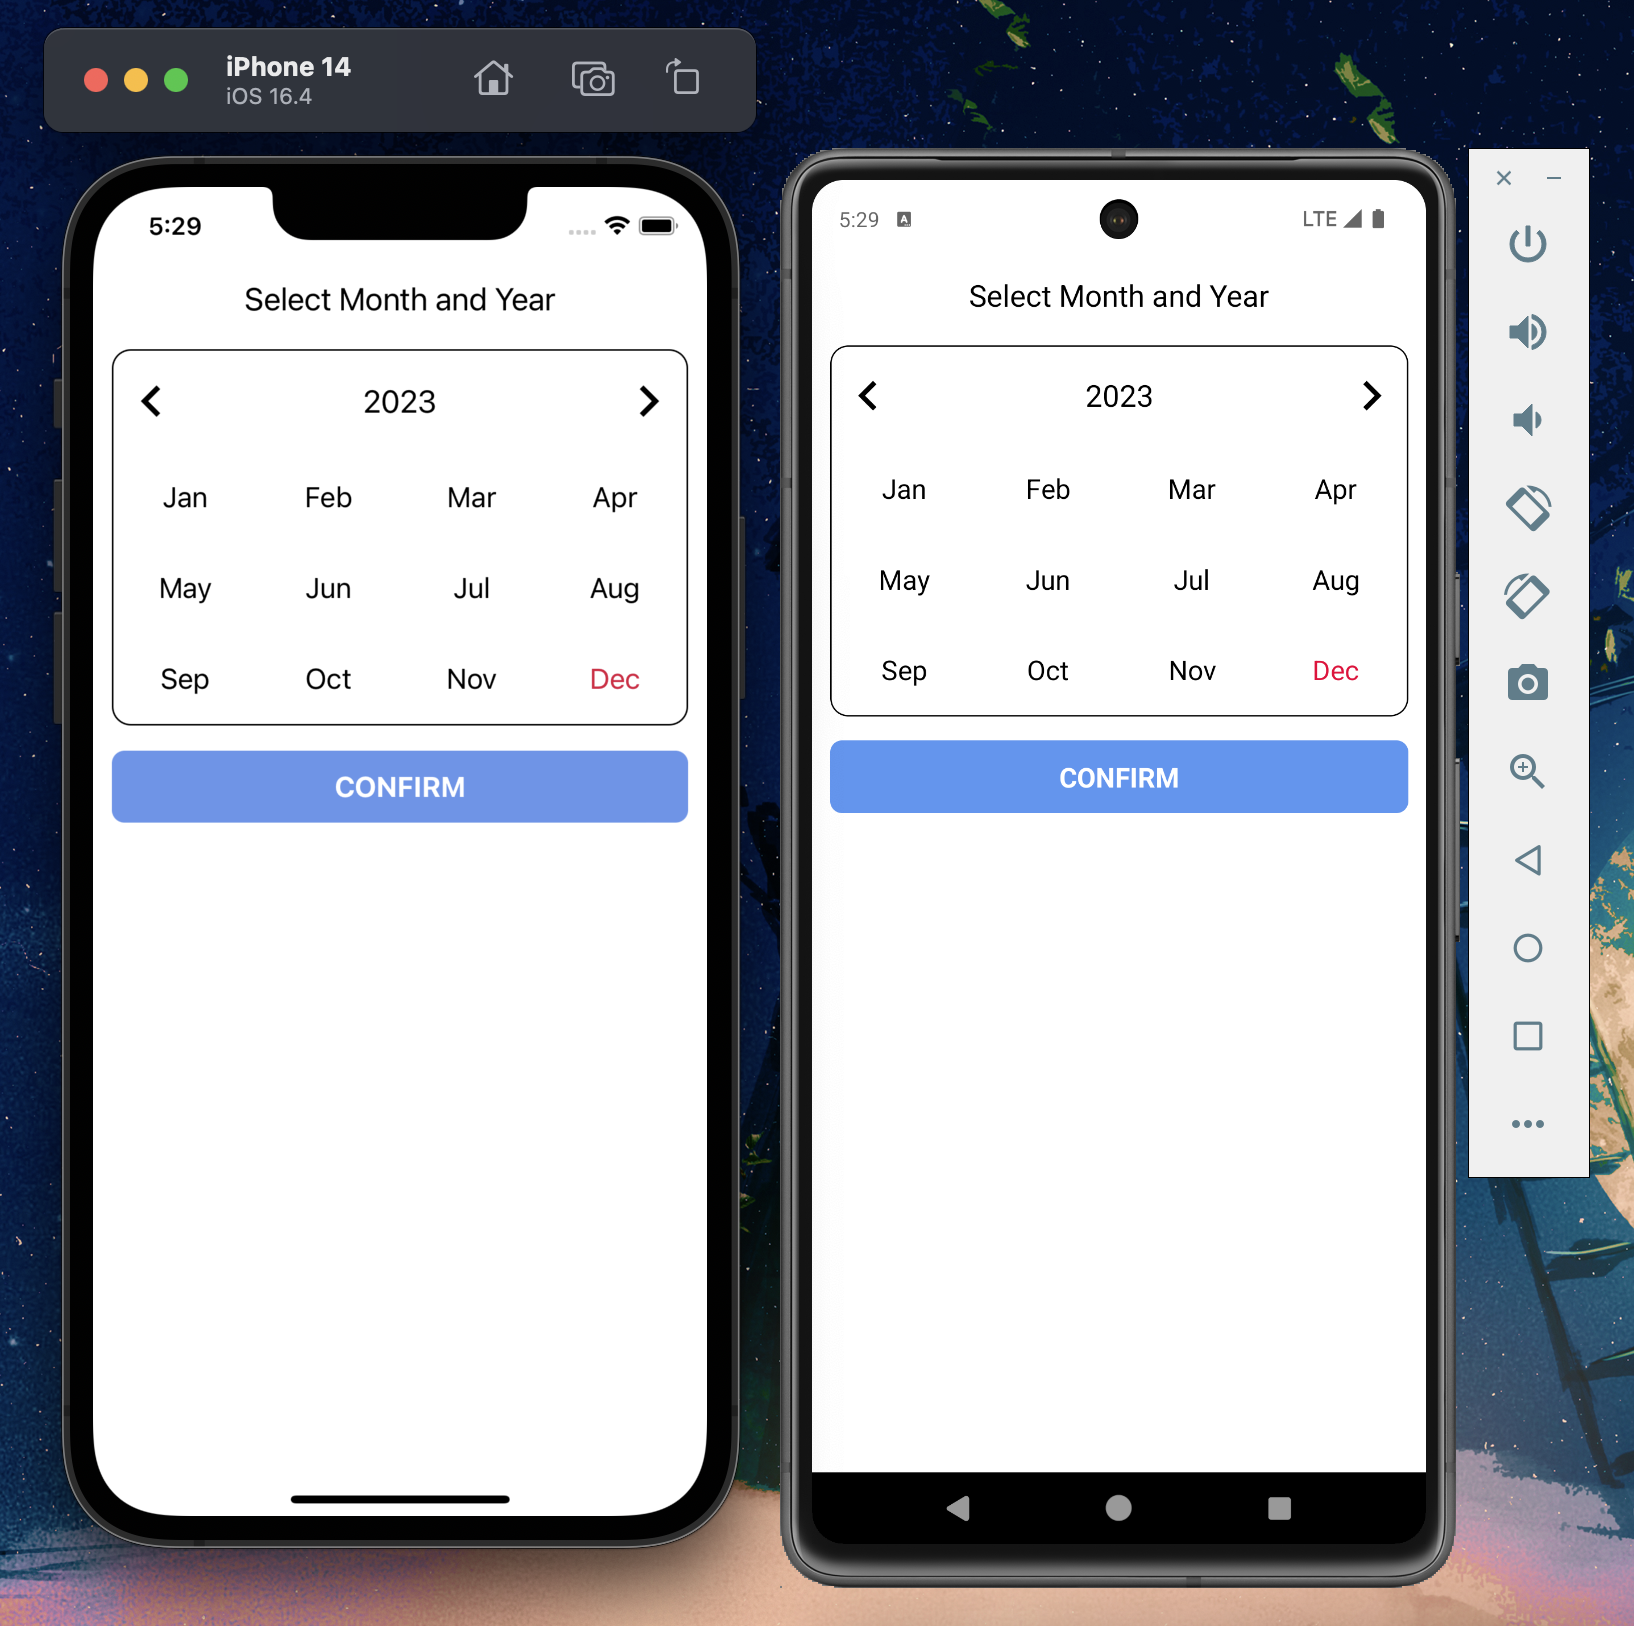 iPhone 14
iOS 16.4
5:29
Select Month and Year
2023
Jan Feb Mar Apr
May Jun Jul Aug
Sep Oct Nov Dec
CONFIRM
5:29 A LTE
Select Month and Year
2023
Jan Feb Mar Apr
May Jun Jul Aug
Sep Oct Nov Dec
CONFIRM